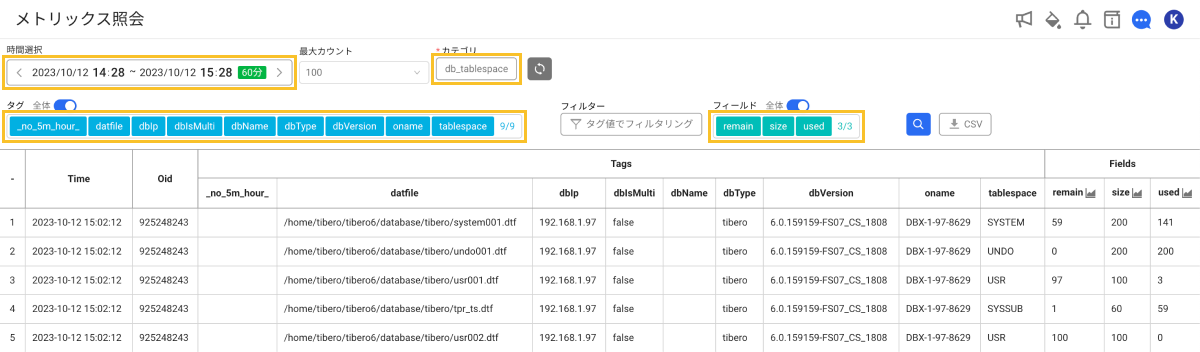 メトリックス照会
K
時間選択
最大カウント
* カテゴリ
2023/10/12 14:28 ~ 2023/10/12 15:28 60分
100
db_tablespace
タグ 全体
フィルター
フィールド 全体
_no_5m_hour_ datfile dbIp dbIsMulti dbName dbType dbVersion oname tablespace 9/9
タグ値でフィルタリング
remain size used 3/3
CSV
- Time Oid Tags Fields
_no_5m_hour_ datfile dbIp dbIsMulti dbName dbType dbVersion oname tablespace remain size used
1 2023-10-12 15:02:12 925248243 /home/tibero/tibero6/database/tibero/system001.dtf 192.168.1.97 false tibero 6.0.159159-FS07_CS_1808 DBX-1-97-8629 SYSTEM 59 200 141
2 2023-10-12 15:02:12 925248243 /home/tibero/tibero6/database/tibero/undo001.dtf 192.168.1.97 false tibero 6.0.159159-FS07_CS_1808 DBX-1-97-8629 UNDO 0 200 200
3 2023-10-12 15:02:12 925248243 /home/tibero/tibero6/database/tibero/usr001.dtf 192.168.1.97 false tibero 6.0.159159-FS07_CS_1808 DBX-1-97-8629 USR 97 100 3
4 2023-10-12 15:02:12 925248243 /home/tibero/tibero6/database/tibero/tpr_ts.dtf 192.168.1.97 false tibero 6.0.159159-FS07_CS_1808 DBX-1-97-8629 SYSSUB 1 60 59
5 2023-10-12 15:02:12 925248243 /home/tibero/tibero6/database/tibero/usr002.dtf 192.168.1.97 false tibero 6.0.159159-FS07_CS_1808 DBX-1-97-8629 USR 100 100 0